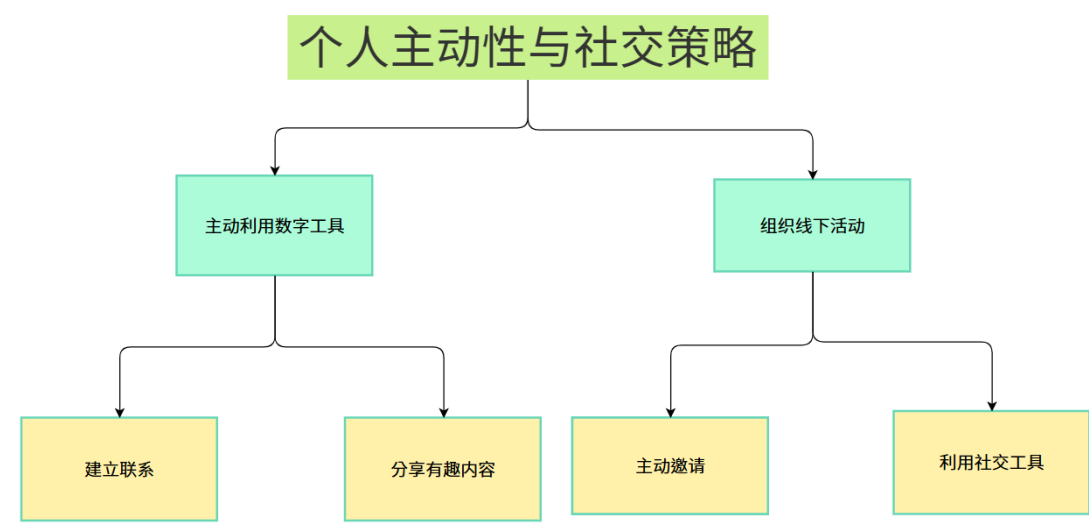 个人主动性与社交策略
主动利用数字工具
组织线下活动
建立联系
分享有趣内容
主动邀请
利用社交工具